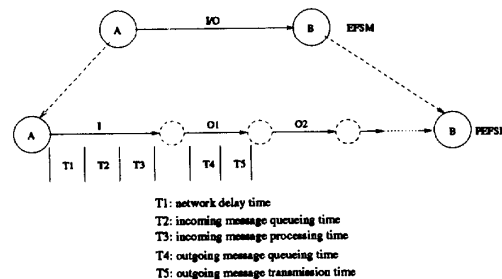 A I/O B EFSM
A I O1 O2 B PEFS
T1 T2 T3 T4 T5
T1: network delay time
T2: incoming message queueing time
T3: incoming message processing time
T4: outgoing message queueing time
T5: outgoing message transmission time